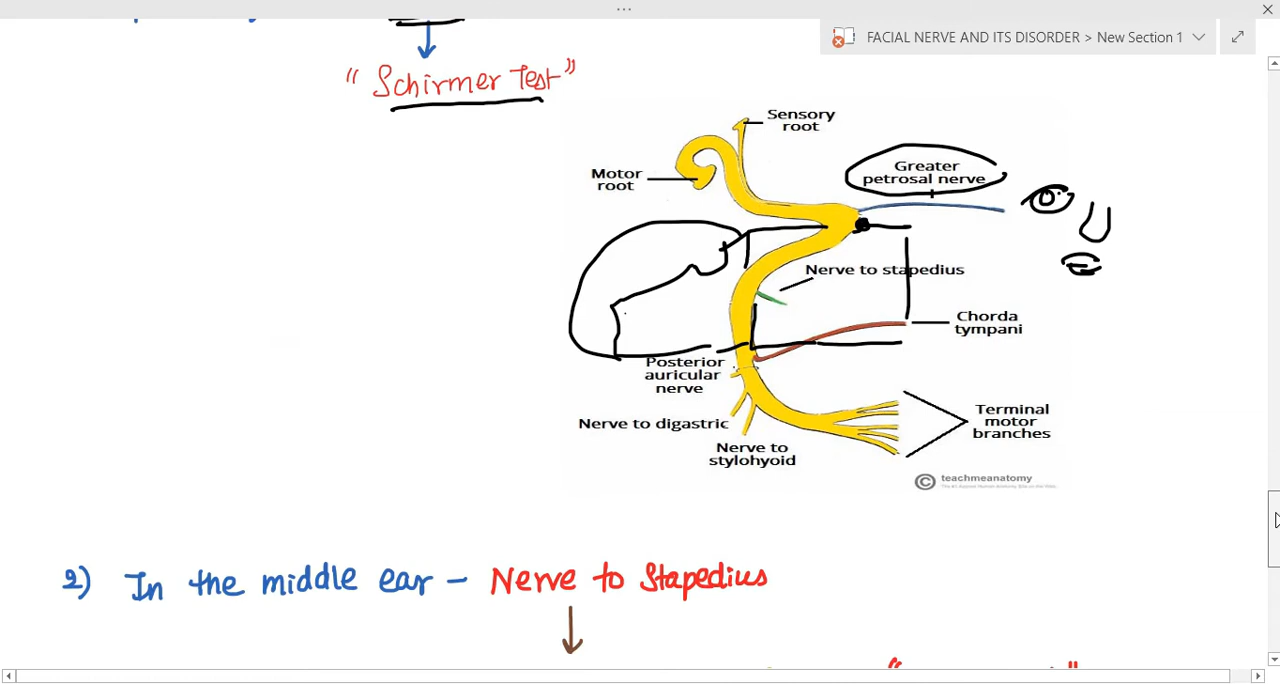 FACIAL NERVE AND ITS DISORDER > New Section 1
"Schirmer Test"
Sensory
root
Motor
root
Greater
petrosal nerve
Nerve to stapedius
Chorda
tympani
Posterior
auricular
nerve
Nerve to digastric
Nerve to
stylohyoid
Terminal
motor
branches
© teachmeanatomy
2) In the middle ear - Nerve to Stapedius